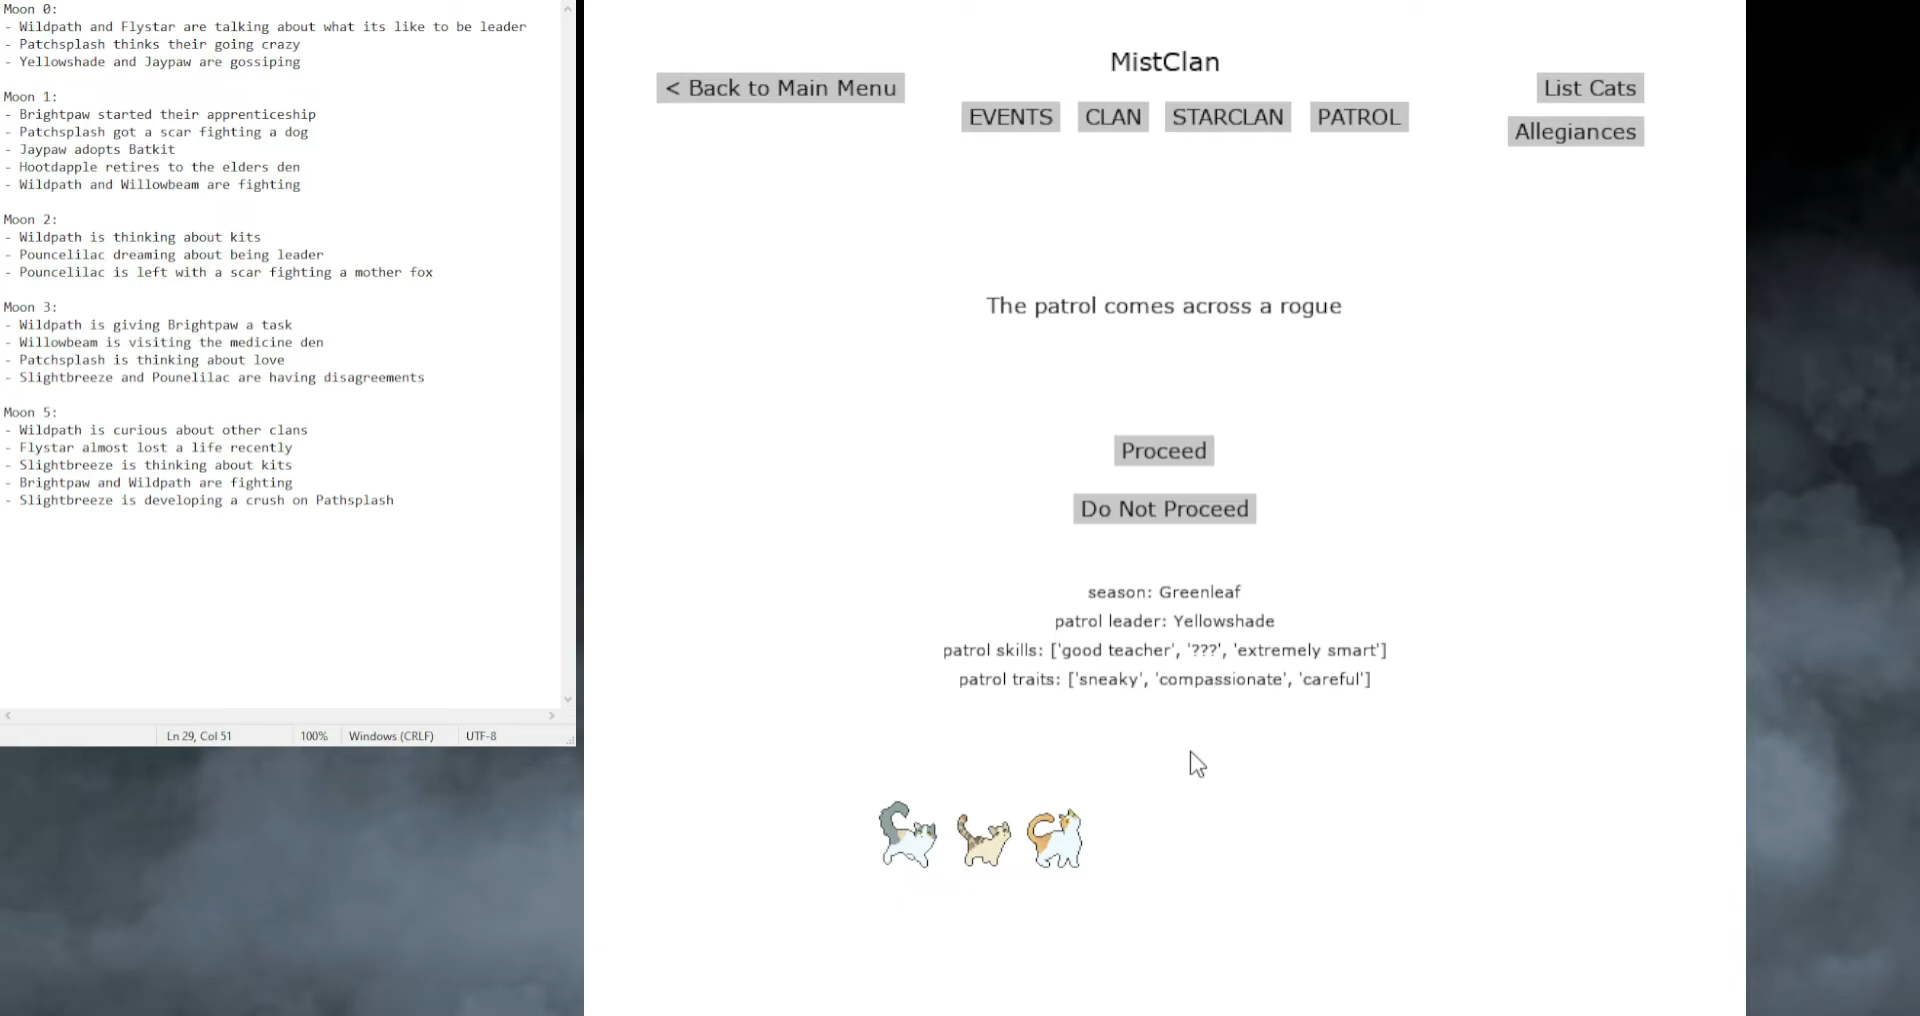 Moon 0:
- Wildpath and Flystar are talking about what its like to be leader
- Patchsplash thinks their going crazy
- Yellowshade and Jaypaw are gossiping
Moon 1:
- Brightpaw started their apprenticeship
- Patchsplash got a scar fighting a dog
- Jaypaw adopts Batkit
- Hootdapple retires to the elders den
- Wildpath and Willowbeam are fighting
Moon 2:
- Wildpath is thinking about kits
- Pouncelilac dreaming about being leader
- Pouncelilac is left with a scar fighting a mother fox
Moon 3:
- Wildpath is giving Brightpaw a task
- Willowbeam is visiting the medicine den
- Patchsplash is thinking about love
- Slightbreeze and Pounelilac are having disagreements
Moon 5:
- Wildpath is curious about other clans
- Flystar almost lost a life recently
- Slightbreeze is thinking about kits
- Brightpaw and Wildpath are fighting
- Slightbreeze is developing a crush on Pathsplash
Ln 29, Col 51 100% Windows (CRLF) UTF-8
MistClan
< Back to Main Menu
List Cats
EVENTS CLAN STARCLAN PATROL
Allegiances
The patrol comes across a rogue
Proceed
Do Not Proceed
season: Greenleaf
patrol leader: Yellowshade
patrol skills: ['good teacher', '???', 'extremely smart']
patrol traits: ['sneaky', 'compassionate', 'careful']